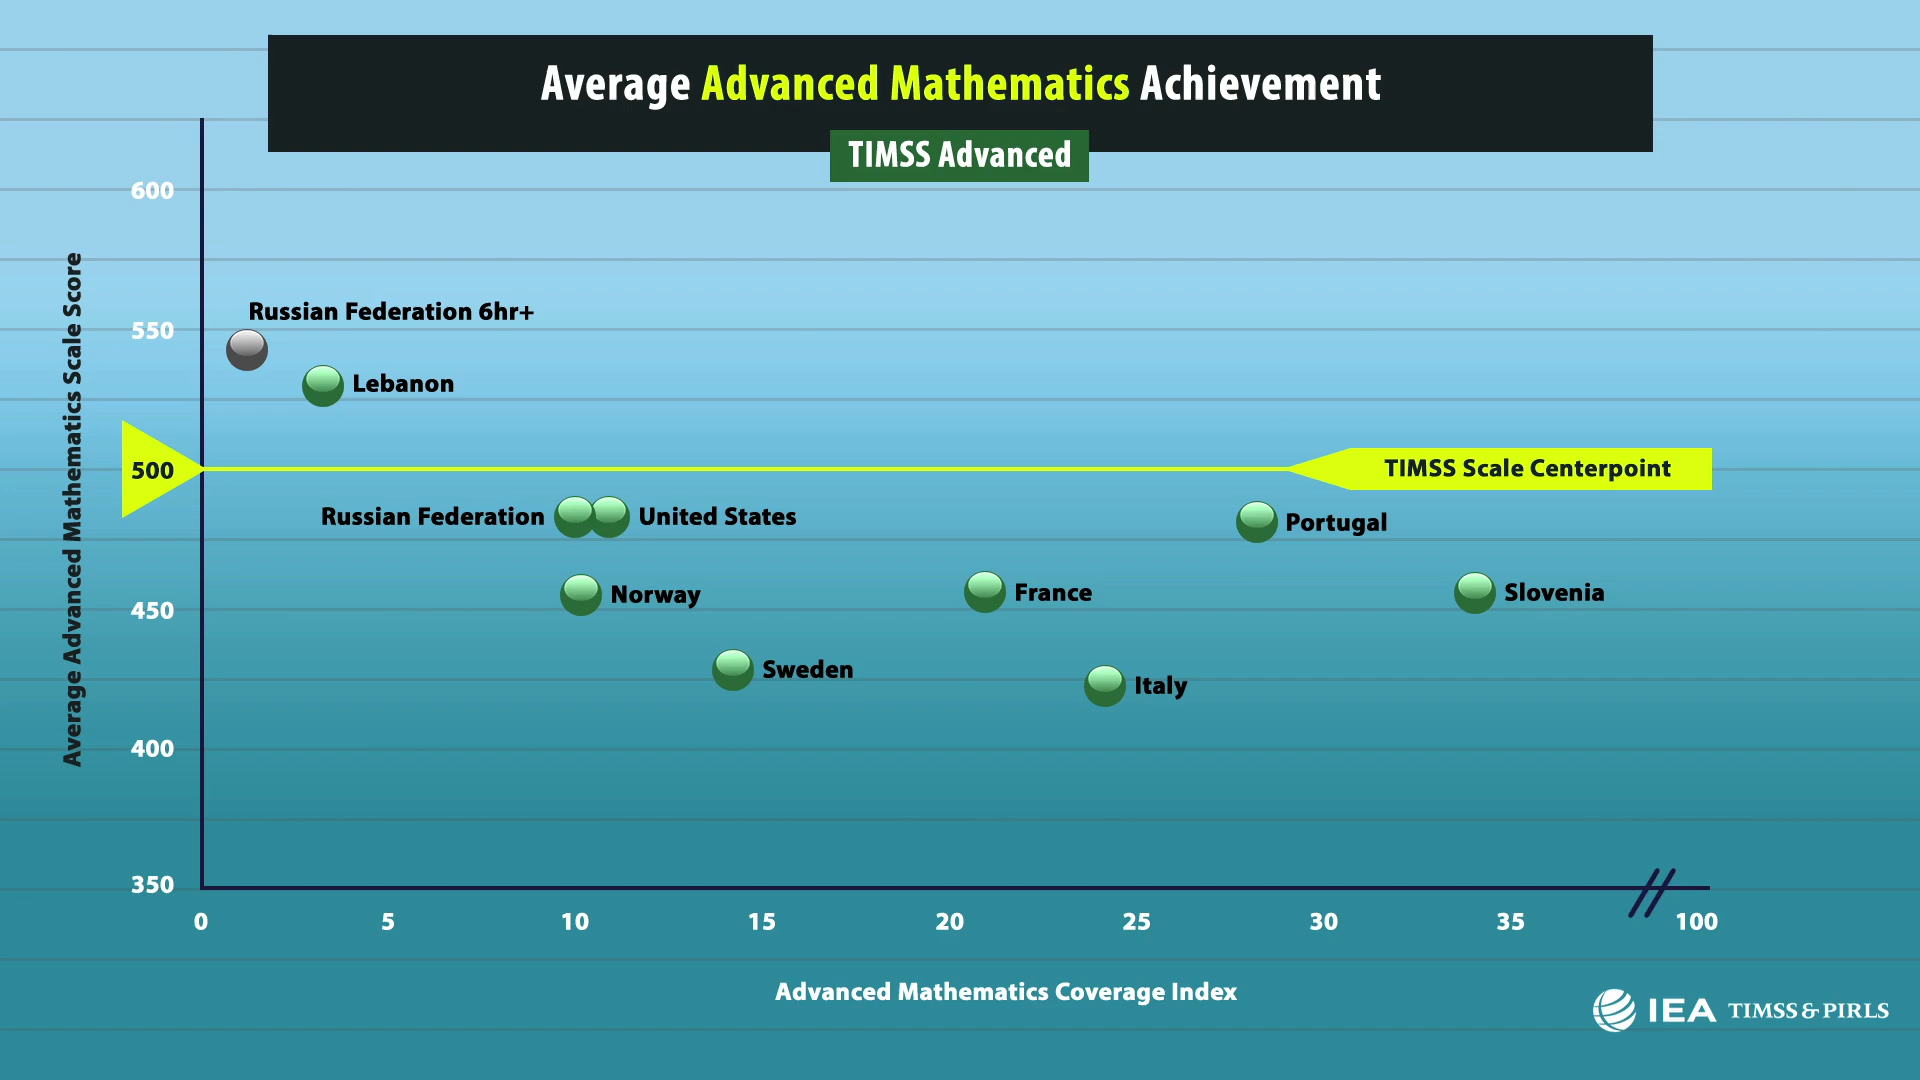 Average Advanced Mathematics Achievement
TIMSS Advanced
Average Advanced Mathematics Scale Score
600
550
500
450
400
350
Russian Federation 6hr+
Lebanon
TIMSS Scale Centerpoint
Russian Federation
United States
Portugal
Norway
France
Slovenia
Sweden
Italy
0 5 10 15 20 25 30 35 100
Advanced Mathematics Coverage Index
IEA TIMSS & PIRLS